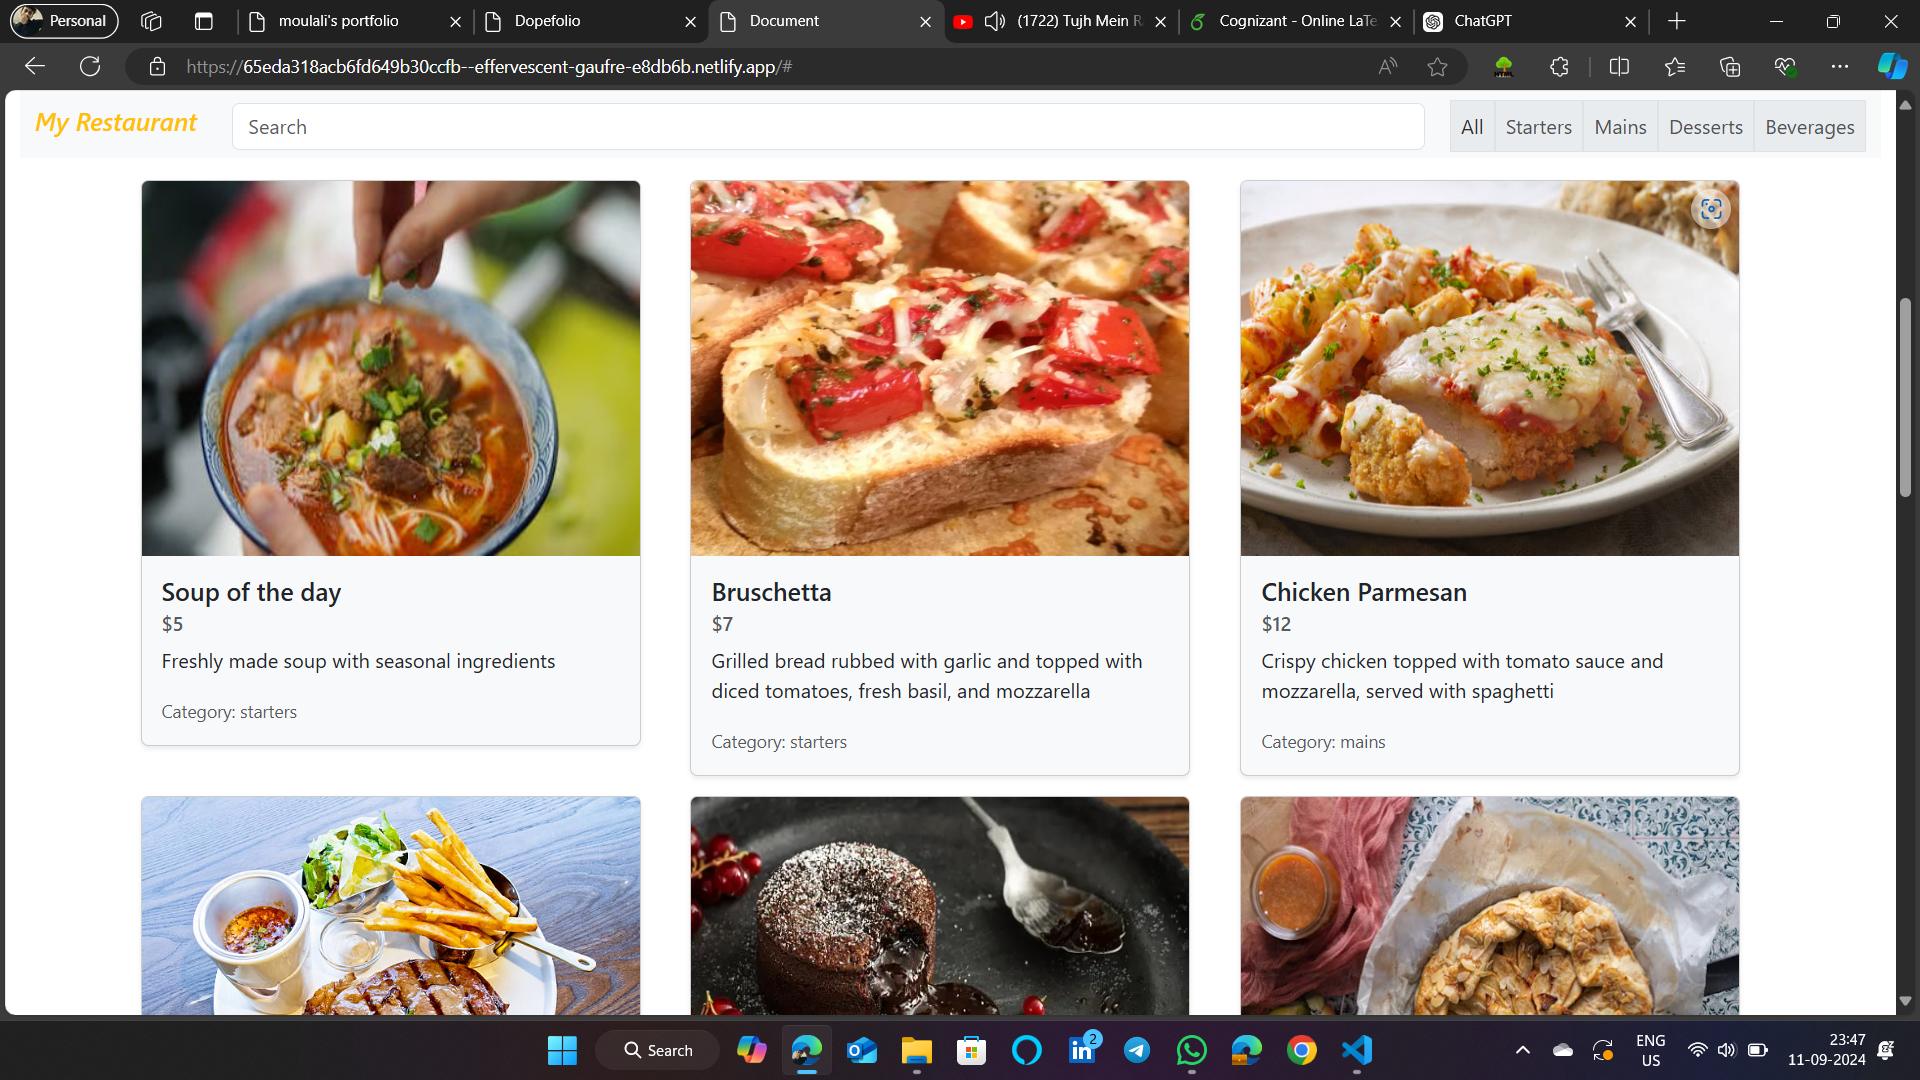 Personal
moulali's portfolio
Dopefolio
Document
(1722) Tujh Mein R
Cognizant - Online LaTe
ChatGPT
https://65eda318acb6fd649b30ccfb--effervescent-gaufre-e8db6b.netlify.app/#
My Restaurant
Search
All
Starters
Mains
Desserts
Beverages
Soup of the day
$5
Freshly made soup with seasonal ingredients
Category: starters
Bruschetta
$7
Grilled bread rubbed with garlic and topped with
diced tomatoes, fresh basil, and mozzarella
Category: starters
Chicken Parmesan
$12
Crispy chicken topped with tomato sauce and
mozzarella, served with spaghetti
Category: mains
Search
2
ENG
US
23:47
11-09-2024